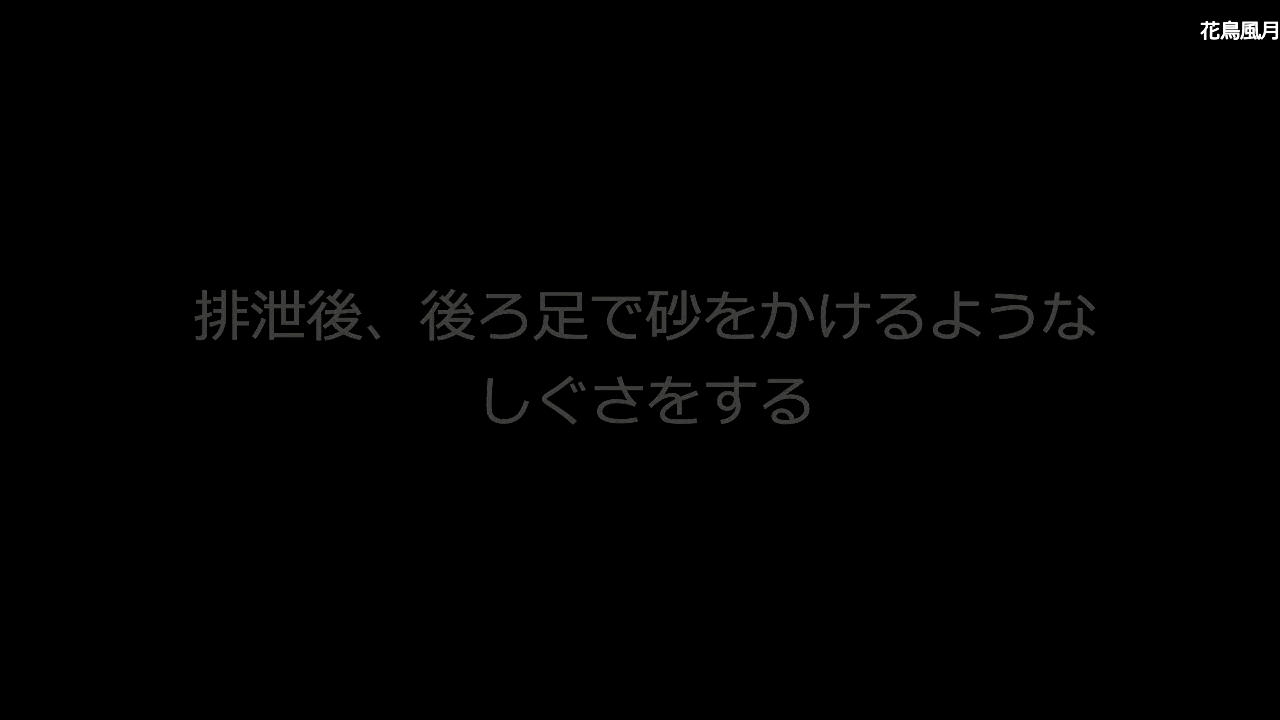 花鳥風月
排泄後、後ろ足で砂をかけるような
しぐさをする